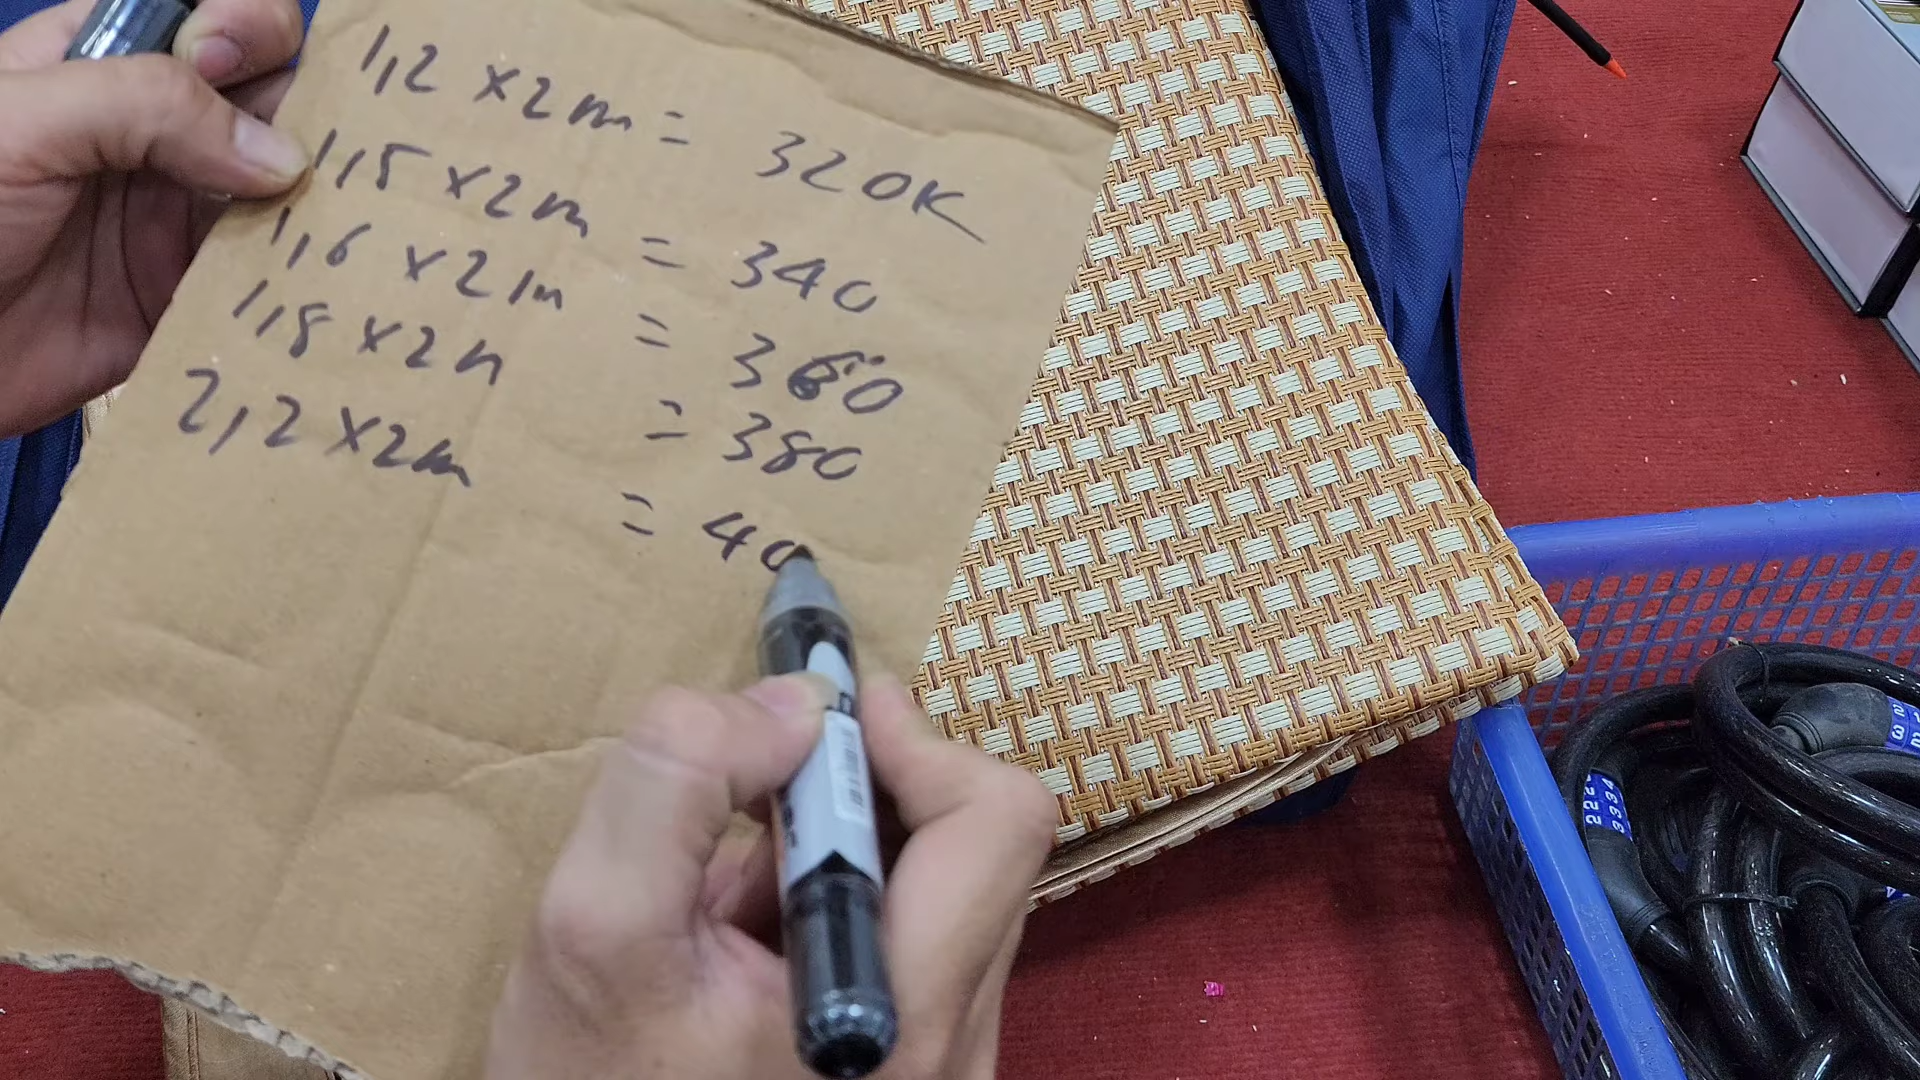 1,2 x2m = 320K
1,15 x2m = 340
1,6 x2m = 360
1,8 x2m = 380
2,2 x2m = 40